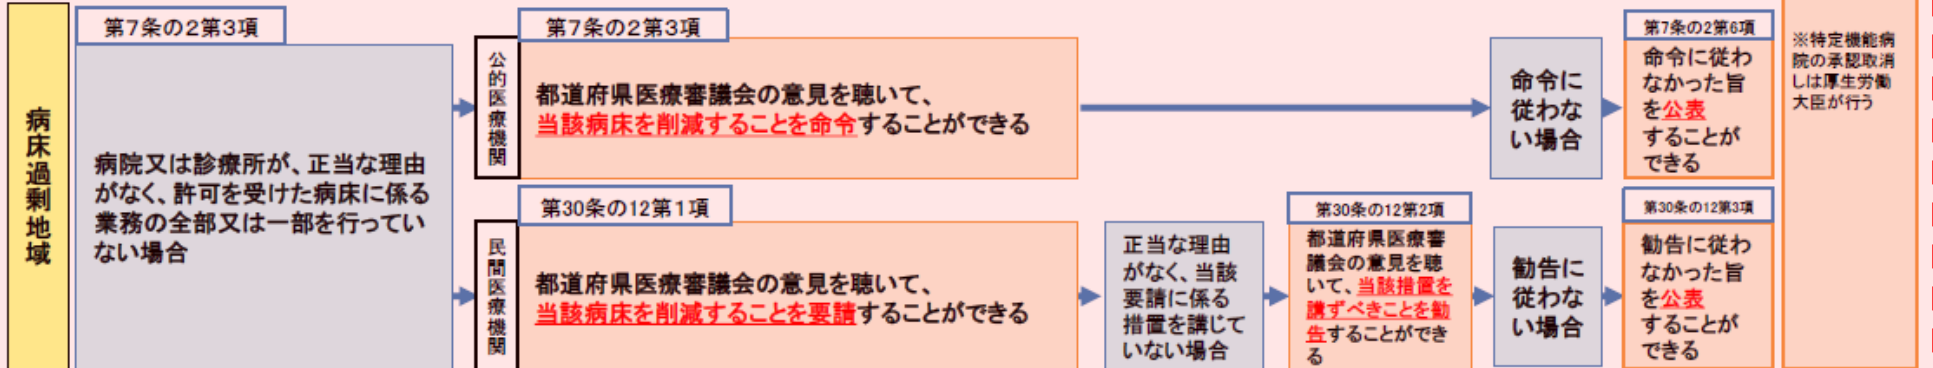 病床過剰地域
第7条の2第3項
病院又は診療所が、正当な理由
がなく、許可を受けた病床に係る
業務の全部又は一部を行ってい
ない場合
公的医療機関
第7条の2第3項
都道府県医療審議会の意見を聴いて、
当該病床を削減することを命令することができる
命令に
従わな
い場合
第7条の2第6項
命令に従わ
なかった旨
を公表
することが
できる
民間医療機関
第30条の12第1項
都道府県医療審議会の意見を聴いて、
当該病床を削減することを要請することができる
正当な理由
がなく、当該
要請に係る
措置を講じて
いない場合
第30条の12第2項
都道府県医療審
議会の意見を聴
いて、当該措置を
講ずべきことを勧
告することができ
る
勧告に
従わな
い場合
第30条の12第3項
勧告に従わ
なかった旨
を公表
することが
できる
※特定機能病
院の承認取消
しは厚生労働
大臣が行う